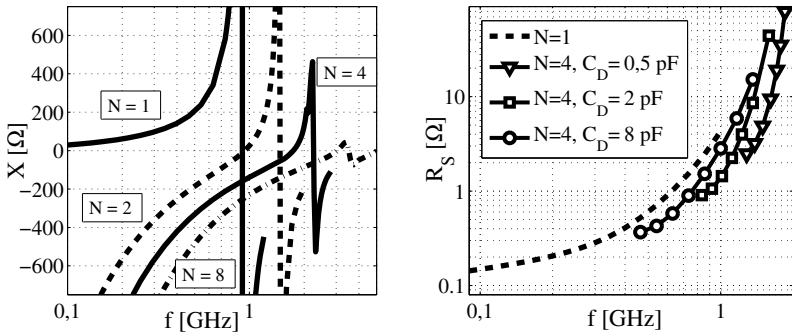 600
400
200
0
−200
−400
−600
X [Ω]
N = 1
N = 2
N = 4
N = 8
0,1
1
f [GHz]
10
1
0.1
R_S [Ω]
N=1
N=4, C_D= 0,5 pF
N=4, C_D= 2 pF
N=4, C_D= 8 pF
0,1
1
f [GHz]